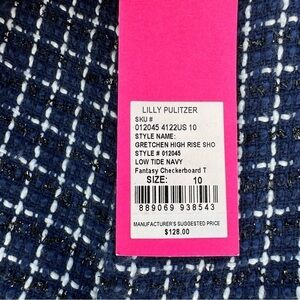 LILLY PULITZER
SKU #
012045 4122US 10
STYLE NAME:
GRETCHEN HIGH RISE SHO
STYLE # 012045
LOW TIDE NAVY
Fantasy Checkerboard T
SIZE: 10
889069 938543
MANUFACTURER'S SUGGESTED PRICE
$128.00